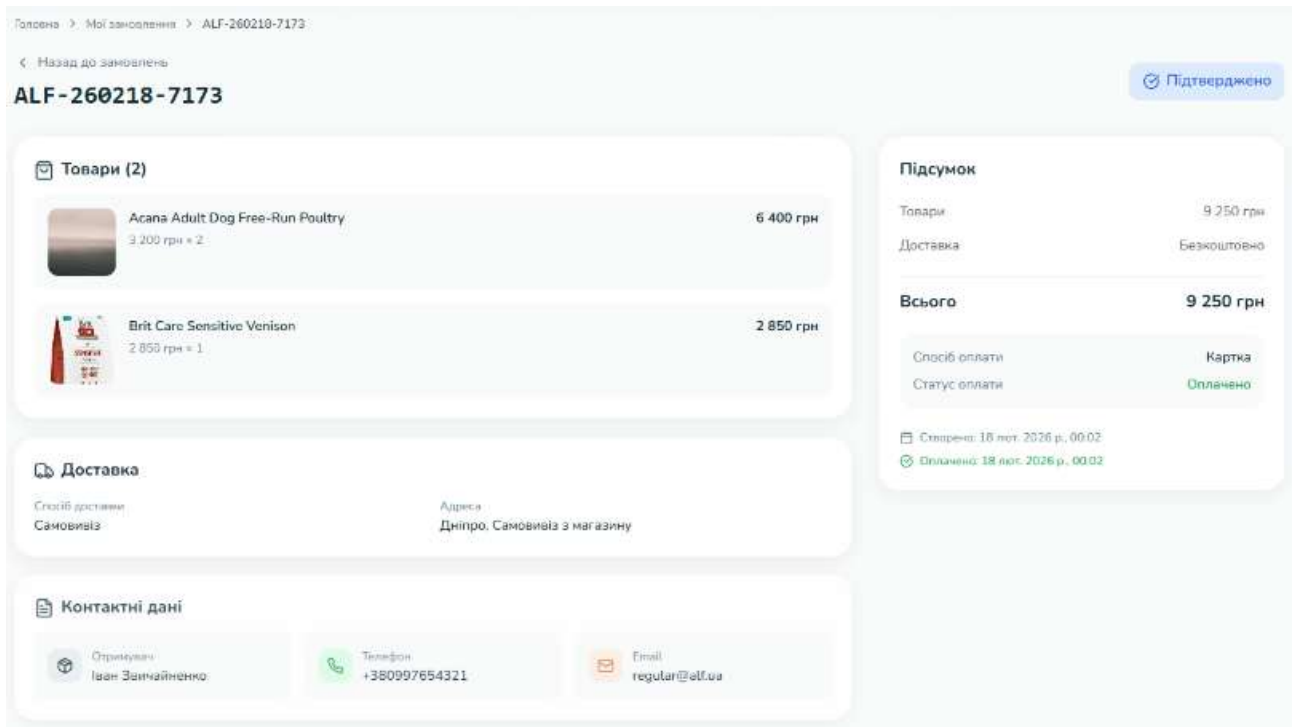 Головна > Мої замовлення > ALF-260218-7173
Назад до замовлень
ALF-260218-7173
Підтверджено
Товари (2)
Acana Adult Dog Free-Run Poultry
3 200 грн × 2
6 400 грн
Brit Care Sensitive Venison
2 850 грн × 1
2 850 грн
Доставка
Спосіб доставки
Самовивіз
Адреса
Дніпро, Самовивіз з магазину
Контактні дані
Отримувач
Іван Звичайненко
Телефон
+380997654321
Email
regular@alf.ua
Підсумок
Товари 9 250 грн
Доставка Безкоштовно
Всього 9 250 грн
Спосіб оплати Картка
Статус оплати Оплачено
Створено: 18 лют. 2026 р., 00:02
Оплачено: 18 лют. 2026 р., 00:02